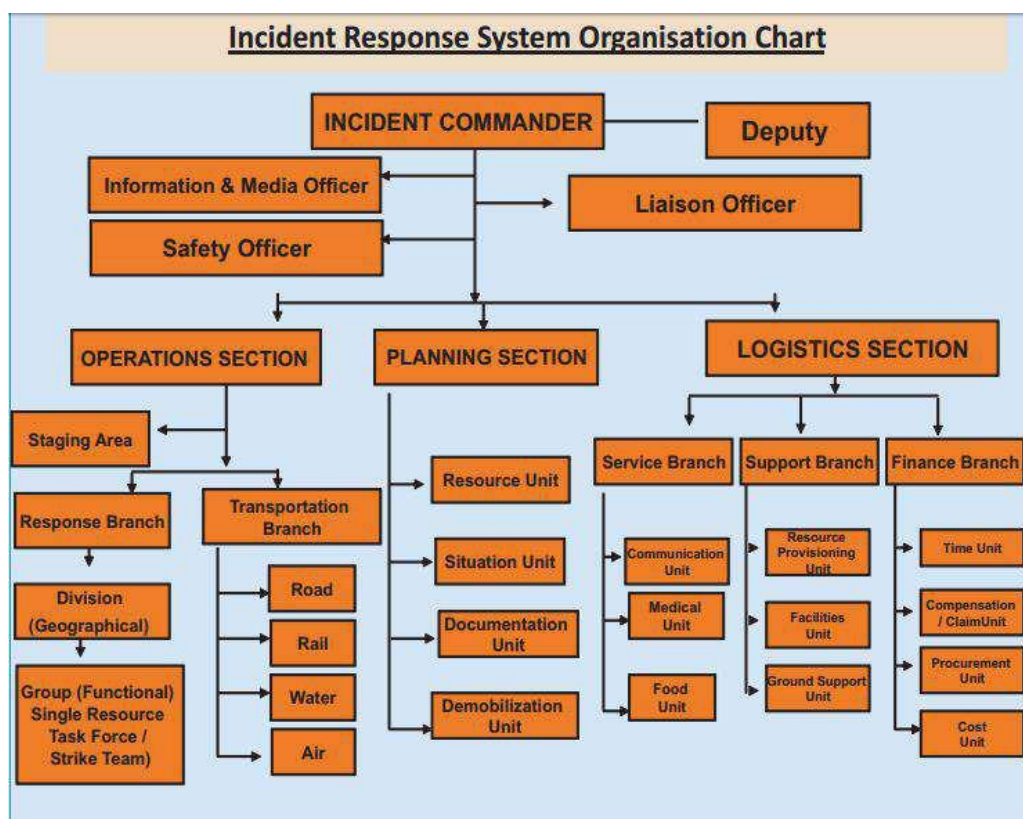 Incident Response System Organisation Chart
INCIDENT COMMANDER
Deputy
Information & Media Officer
Liaison Officer
Safety Officer
OPERATIONS SECTION
PLANNING SECTION
LOGISTICS SECTION
Staging Area
Response Branch
Transportation
Branch
Division
(Geographical)
Group (Functional)
Single Resource
Task Force /
Strike Team)
Road
Rail
Water
Air
Resource Unit
Situation Unit
Documentation
Unit
Demobilization
Unit
Service Branch
Support Branch
Finance Branch
Communication
Unit
Medical
Unit
Food
Unit
Resource
Provisioning
Unit
Facilities
Unit
Ground Support
Unit
Time Unit
Compensation
/ ClaimUnit
Procurement
Unit
Cost
Unit